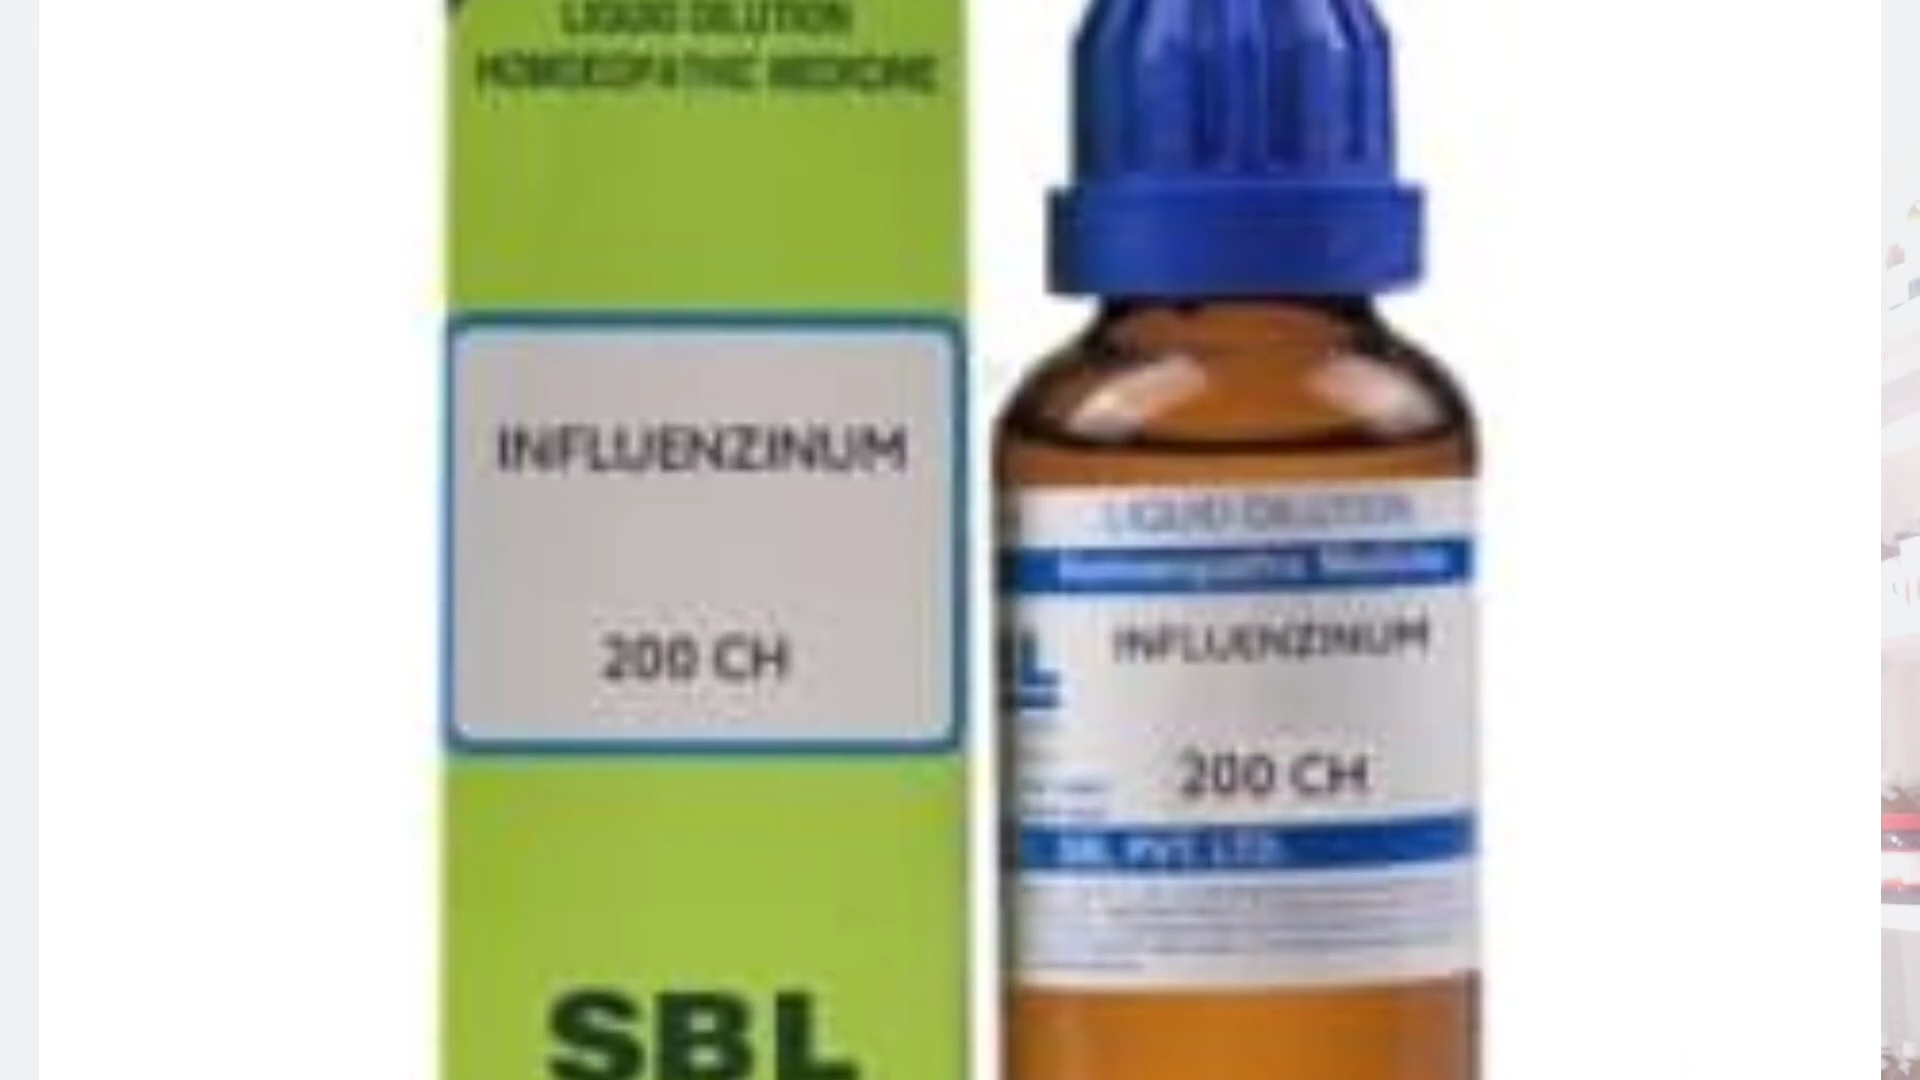 LIQUID DILUTION
HOMOEOPATHIC MEDICINE
INFLUENZINUM
200 CH
SBL
LIQUID DILUTION
Homoeopathic Medicine
L
INFLUENZINUM
200 CH
SBL PVT. LTD.